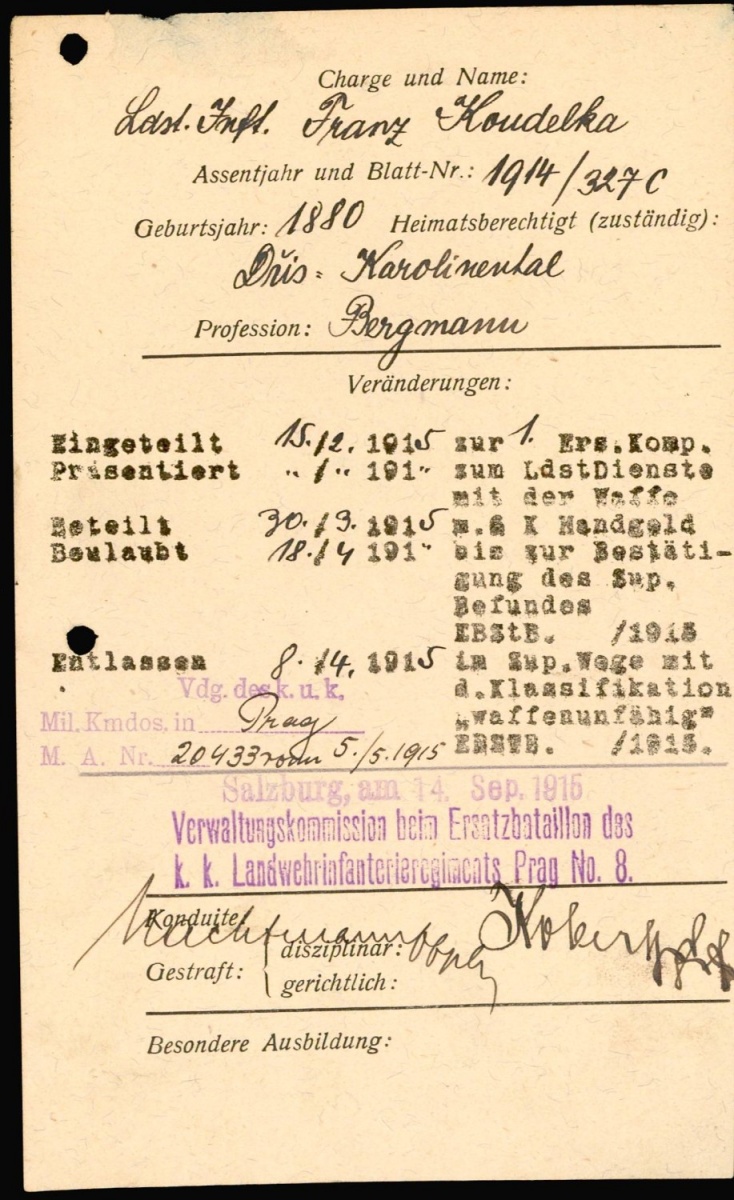 Charge und Name:
Ldst. Inft. Franz Koudelka
Assentjahr und Blatt-Nr.: 1914/327 C
Geburtsjahr: 1880 Heimatsberechtigt (zuständig):
Důis - Karolinental
Profession: Bergmann
Veränderungen:
Eingeteilt 15./2. 1915 zur 1. Ers.Komp.
Präsentiert " / " 191" zum LdstDienste
mit der Waffe
Beteilt 30./3. 1915 m.6 K Handgeld
Beulaubt 18./4 191" bis zur Bestäti-
gung des Sup.
Befundes
EBStB. /1915
Entlassen 8./4. 1915 im Sup.Wege mit
Vdg. des k. u. k. d.Klassifikation
Mil. Kmdos. in Prag „waffenunfähig"
M. A. Nr. 20433 vom 5./5.1915 ERSTB. /1915.
Salzburg, am 14. Sep. 1915
Verwaltungskommission beim Ersatzbataillon des
k. k. Landwehrinfanterieregiments Prag No. 8.
Konduite:
Gestraft: { disziplinar:
gerichtlich:
Besondere Ausbildung: